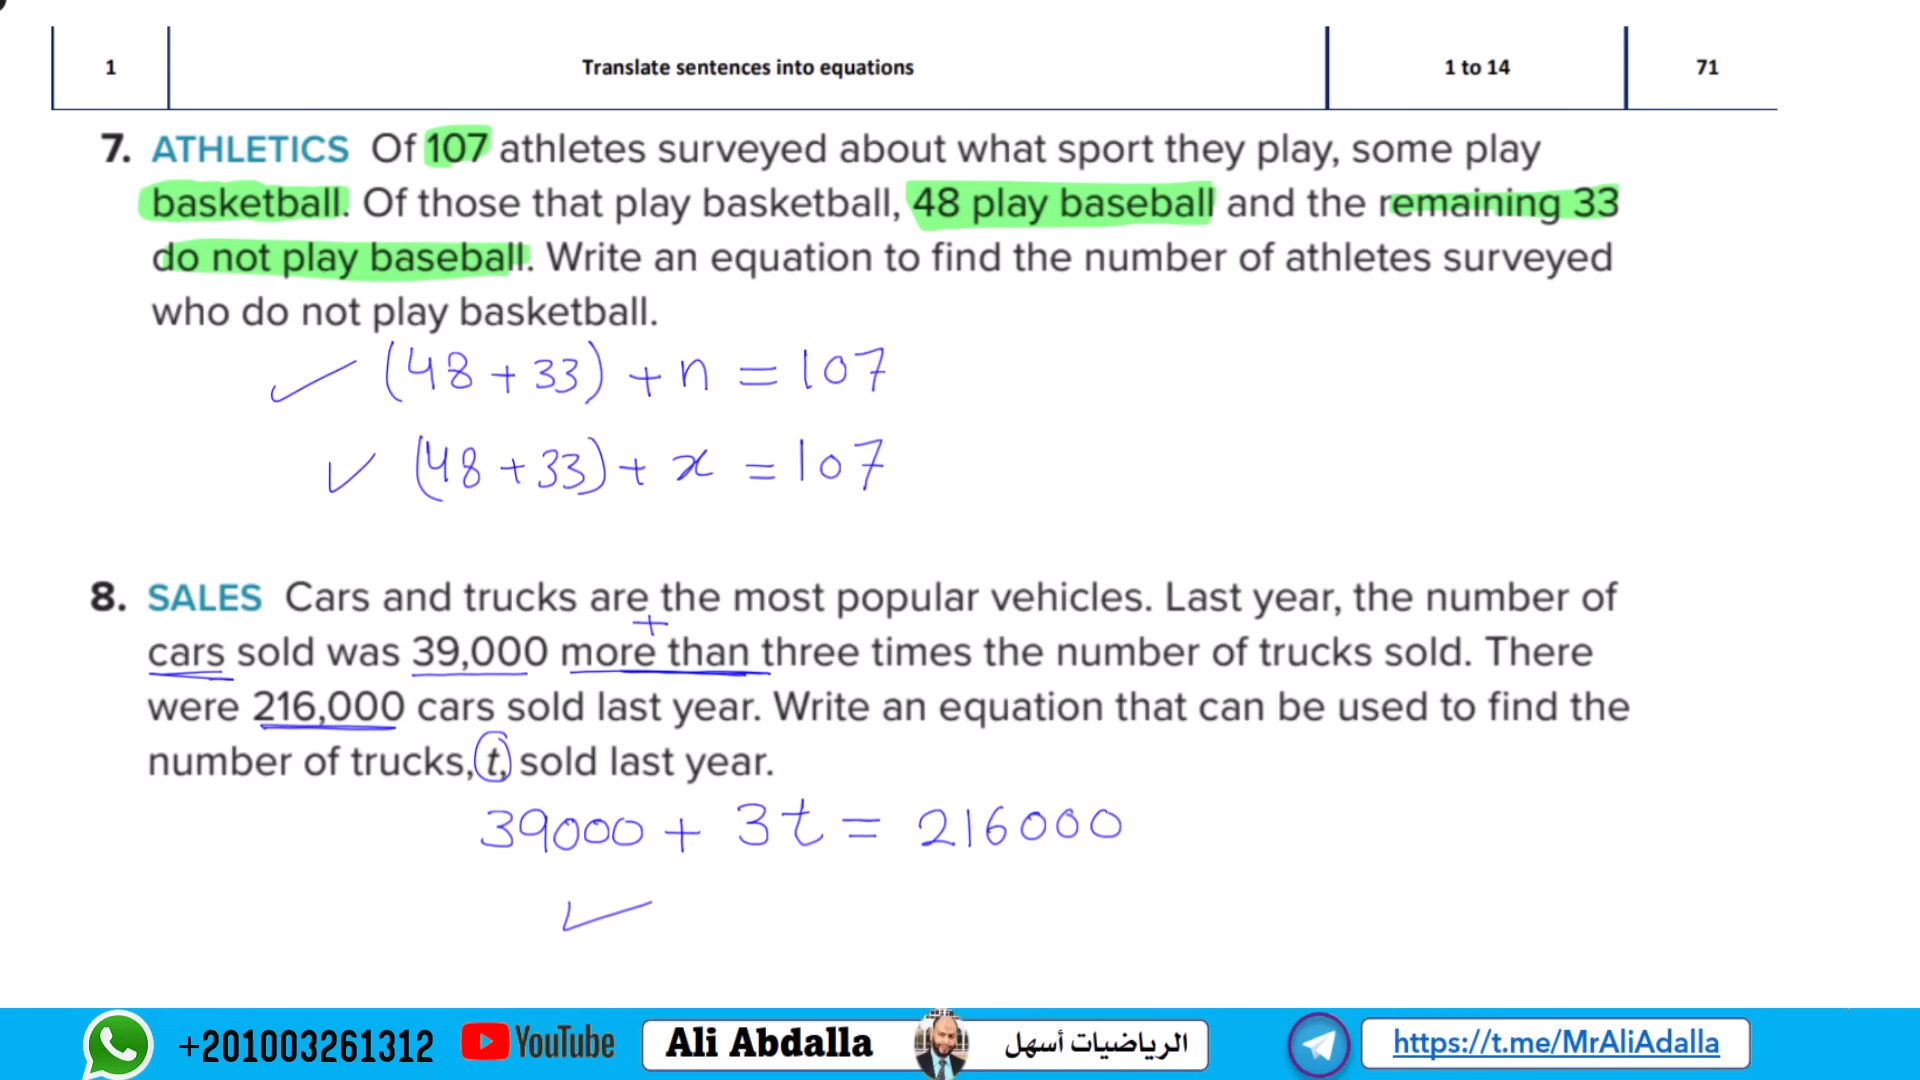 1 Translate sentences into equations 1 to 14 71
7. ATHLETICS Of 107 athletes surveyed about what sport they play, some play
basketball. Of those that play basketball, 48 play baseball and the remaining 33
do not play baseball. Write an equation to find the number of athletes surveyed
who do not play basketball.
(48 + 33) + n = 107
(48 + 33) + x = 107
8. SALES Cars and trucks are the most popular vehicles. Last year, the number of
+
cars sold was 39,000 more than three times the number of trucks sold. There
were 216,000 cars sold last year. Write an equation that can be used to find the
number of trucks, t, sold last year.
39000 + 3t = 216000
+201003261312 YouTube Ali Abdalla الرياضيات أسهل https://t.me/MrAliAdalla